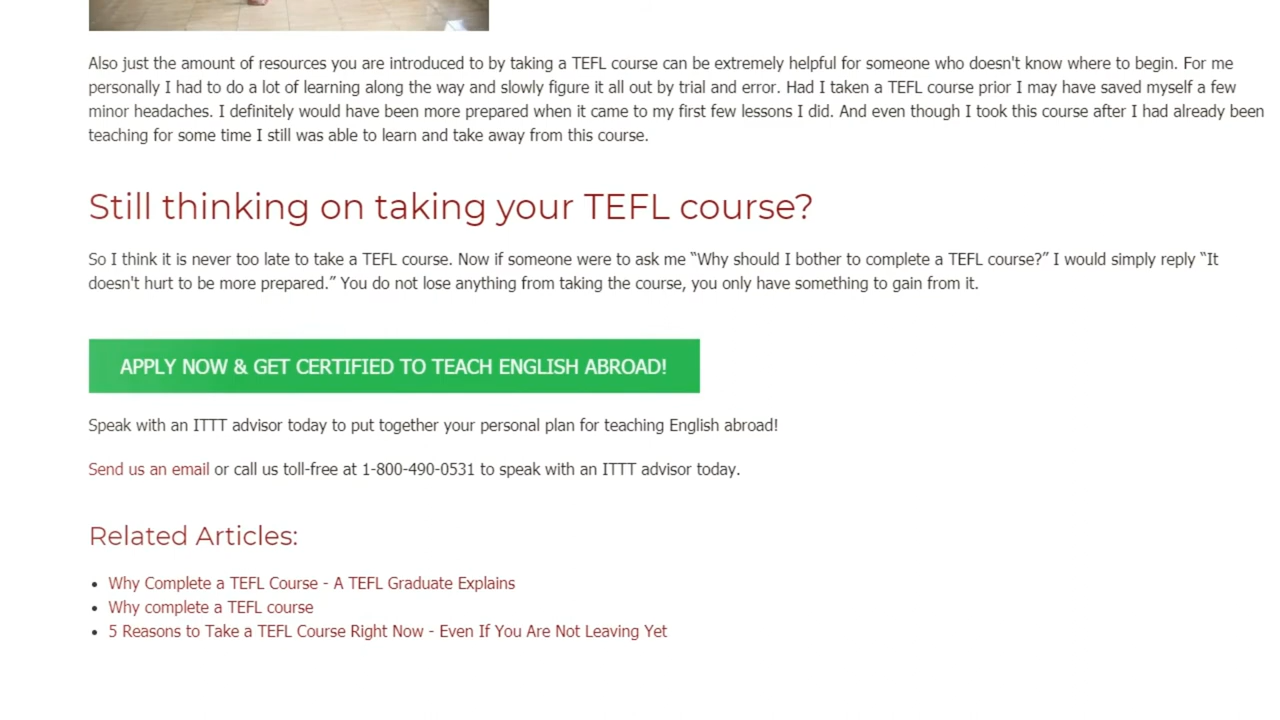 Also just the amount of resources you are introduced to by taking a TEFL course can be extremely helpful for someone who doesn't know where to begin. For me
personally I had to do a lot of learning along the way and slowly figure it all out by trial and error. Had I taken a TEFL course prior I may have saved myself a few
minor headaches. I definitely would have been more prepared when it came to my first few lessons I did. And even though I took this course after I had already been
teaching for some time I still was able to learn and take away from this course.
Still thinking on taking your TEFL course?
So I think it is never too late to take a TEFL course. Now if someone were to ask me “Why should I bother to complete a TEFL course?” I would simply reply “It
doesn't hurt to be more prepared.” You do not lose anything from taking the course, you only have something to gain from it.
APPLY NOW & GET CERTIFIED TO TEACH ENGLISH ABROAD!
Speak with an ITTT advisor today to put together your personal plan for teaching English abroad!
Send us an email or call us toll-free at 1-800-490-0531 to speak with an ITTT advisor today.
Related Articles:
• Why Complete a TEFL Course - A TEFL Graduate Explains
• Why complete a TEFL course
• 5 Reasons to Take a TEFL Course Right Now - Even If You Are Not Leaving Yet